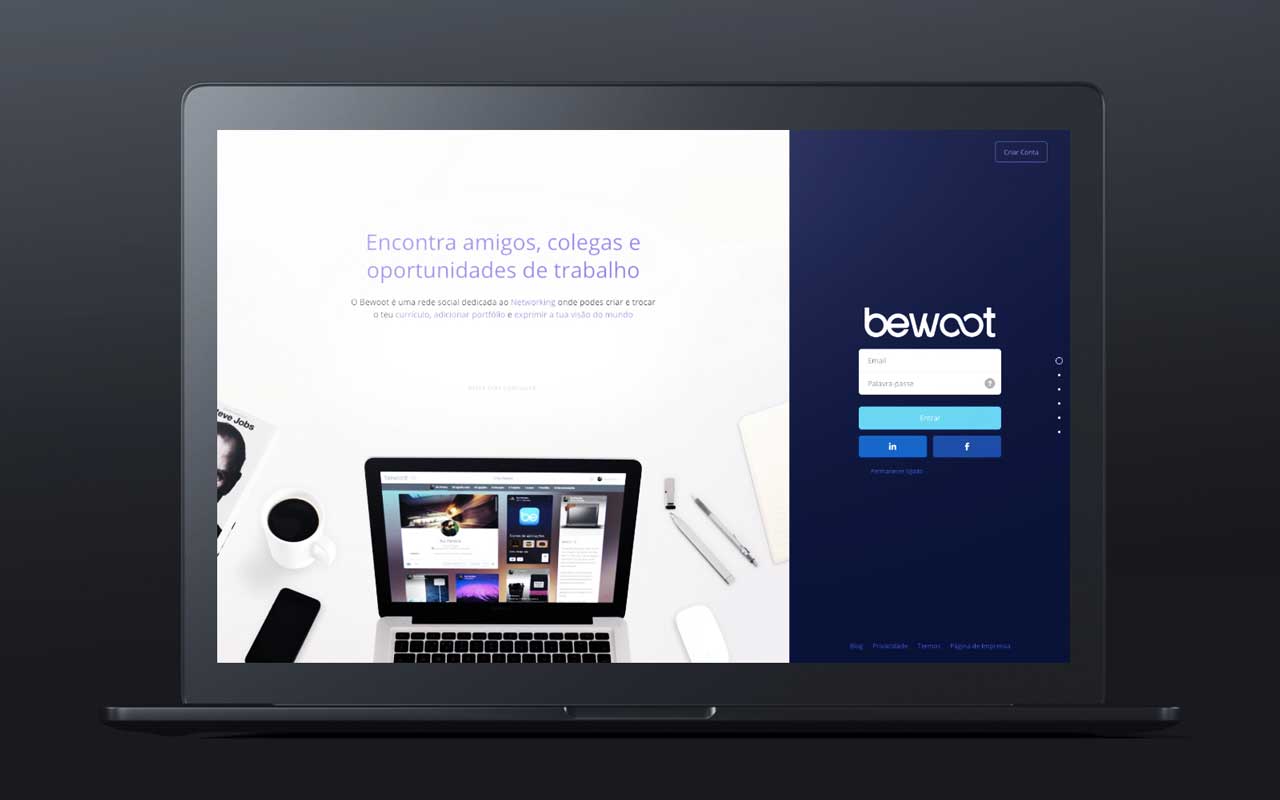 Criar Conta
Encontra amigos, colegas e
oportunidades de trabalho
O Bewoot é uma rede social dedicada ao Networking onde podes criar e trocar
o teu currículo, adicionar portfólio e exprimir a tua visão do mundo
bewoot
Email
Palavra-passe
?
Entrar
in
f
Permanecer ligado
eve Jobs
bewoot
be
Blog
Privacidade
Termos
Página de Imprensa